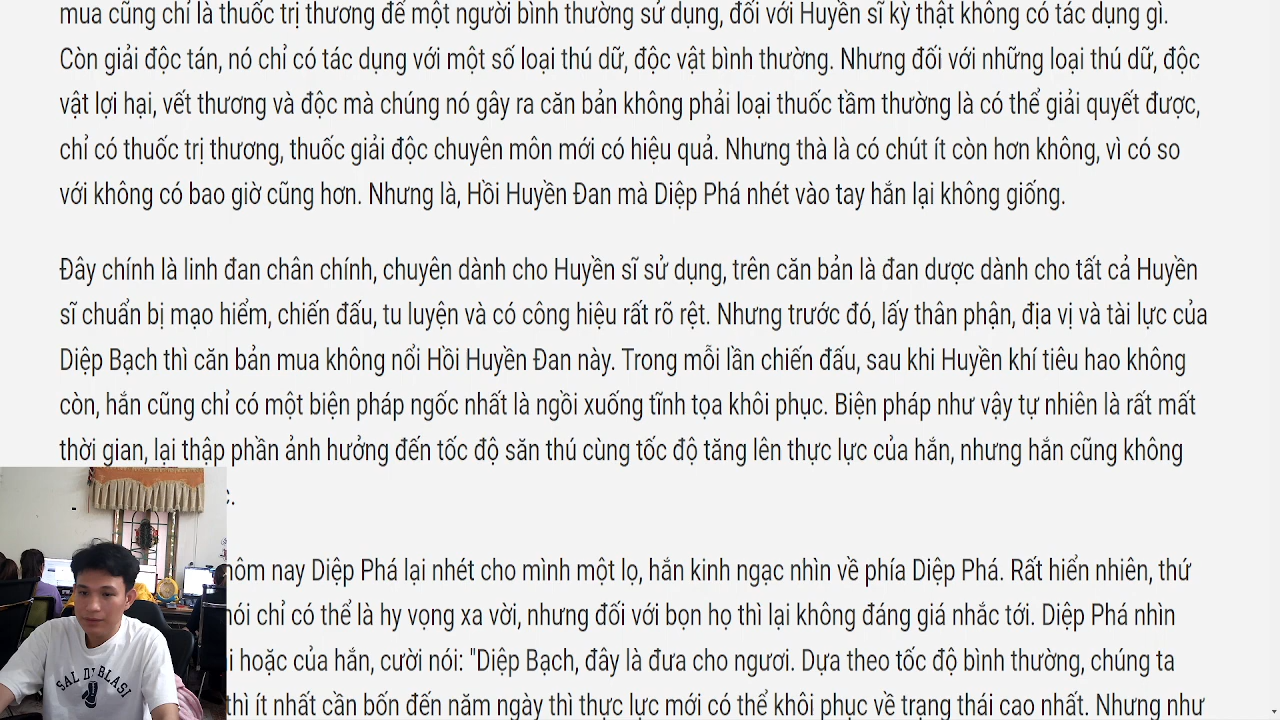 mua cũng chỉ là thuốc trị thương để một người bình thường sử dụng, đối với Huyền sĩ kỳ thật không có tác dụng gì.
Còn giải độc tán, nó chỉ có tác dụng với một số loại thú dữ, độc vật bình thường. Nhưng đối với những loại thú dữ, độc
vật lợi hại, vết thương và độc mà chúng nó gây ra căn bản không phải loại thuốc tầm thường là có thể giải quyết được,
chỉ có thuốc trị thương, thuốc giải độc chuyên môn mới có hiệu quả. Nhưng thà là có chút ít còn hơn không, vì có so
với không có bao giờ cũng hơn. Nhưng là, Hồi Huyền Đan mà Diệp Phá nhét vào tay hắn lại không giống.
Đây chính là linh đan chân chính, chuyên dành cho Huyền sĩ sử dụng, trên căn bản là đan dược dành cho tất cả Huyền
sĩ chuẩn bị mạo hiểm, chiến đấu, tu luyện và có công hiệu rất rõ rệt. Nhưng trước đó, lấy thân phận, địa vị và tài lực của
Diệp Bạch thì căn bản mua không nổi Hồi Huyền Đan này. Trong mỗi lần chiến đấu, sau khi Huyền khí tiêu hao không
còn, hắn cũng chỉ có một biện pháp ngốc nhất là ngồi xuống tĩnh tọa khôi phục. Biện pháp như vậy tự nhiên là rất mất
thời gian, lại thập phần ảnh hưởng đến tốc độ săn thú cùng tốc độ tăng lên thực lực của hắn, nhưng hắn cũng không
c.
hôm nay Diệp Phá lại nhét cho mình một lọ, hắn kinh ngạc nhìn về phía Diệp Phá. Rất hiển nhiên, thứ
nói chỉ có thể là hy vọng xa vời, nhưng đối với bọn họ thì lại không đáng giá nhắc tới. Diệp Phá nhìn
i hoặc của hắn, cười nói: "Diệp Bạch, đây là đưa cho ngươi. Dựa theo tốc độ bình thường, chúng ta
thì ít nhất cần bốn đến năm ngày thì thực lực mới có thể khôi phục về trạng thái cao nhất. Nhưng như
SAL DI BLASI